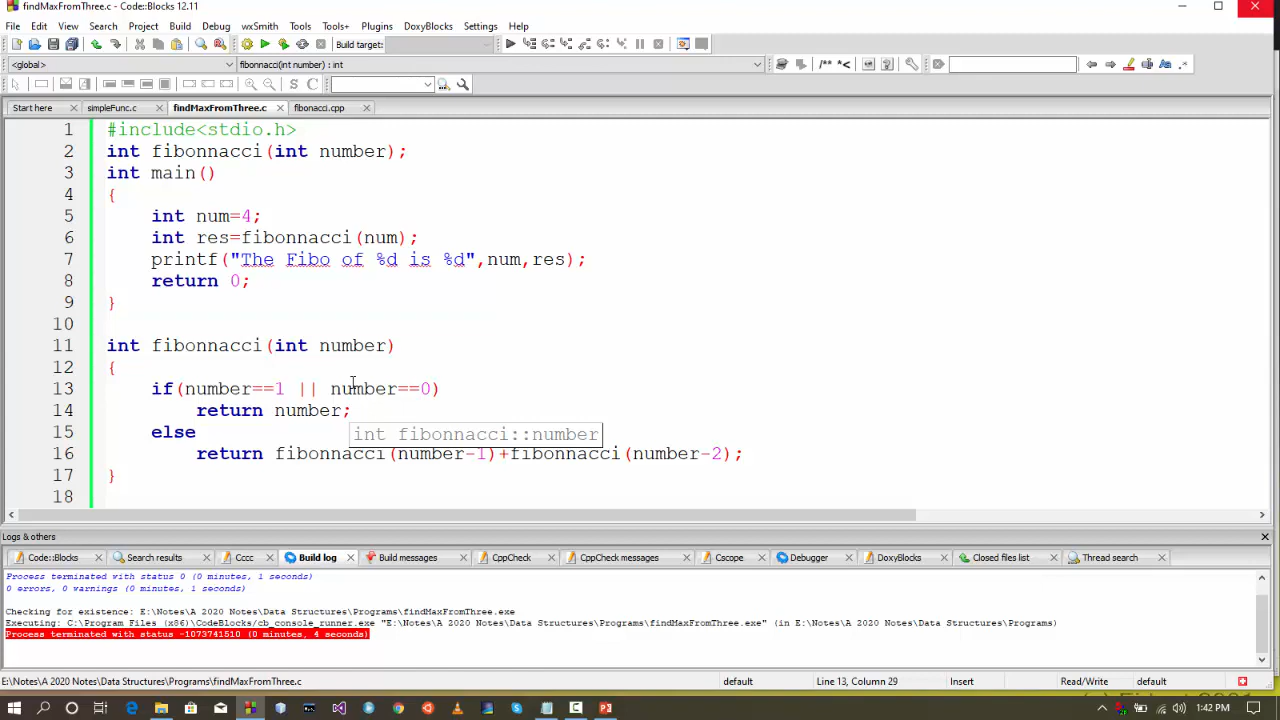 findMaxFromThree.c - Code::Blocks 12.11
File Edit View Search Project Build Debug wxSmith Tools Tools+ Plugins DoxyBlocks Settings Help
Build target:
<global> fibonacci(int number) : int
/** *<
S C
Start here simpleFunc.c findMaxFromThree.c fibonacci.cpp
1 #include<stdio.h>
2 int fibonnacci(int number);
3 int main()
4 {
5 int num=4;
6 int res=fibonnacci(num);
7 printf("The Fibo of %d is %d",num,res);
8 return 0;
9 }
10
11 int fibonnacci(int number)
12 {
13 if(number==1 || number==0)
14 return number;
15 else
int fibonnacci::number
16 return fibonnacci(number-1)+fibonnacci(number-2);
17 }
18
Logs & others
Code::Blocks Search results Cccc Build log Build messages CppCheck CppCheck messages Cscope Debugger DoxyBlocks Closed files list Thread search
Process terminated with status 0 (0 minutes, 1 seconds)
0 errors, 0 warnings (0 minutes, 1 seconds)
Checking for existence: E:\Notes\A 2020 Notes\Data Structures\Programs\findMaxFromThree.exe
Executing: C:\Program Files (x86)\CodeBlocks/cb_console_runner.exe "E:\Notes\A 2020 Notes\Data Structures\Programs\findMaxFromThree.exe" (in E:\Notes\A 2020 Notes\Data Structures\Programs)
Process terminated with status -1073741510 (0 minutes, 4 seconds)
E:\Notes\A 2020 Notes\Data Structures\Programs\findMaxFromThree.c default Line 13, Column 29 Insert Read/Write default
1:42 PM